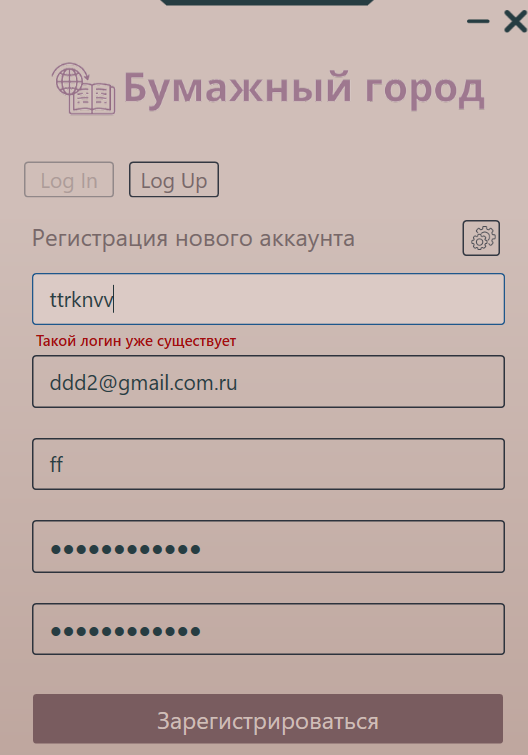 Бумажный город
Log In Log Up
Регистрация нового аккаунта
ttrknvv
Такой логин уже существует
ddd2@gmail.com.ru
ff
●●●●●●●●●●●●
●●●●●●●●●●●●
Зарегистрироваться